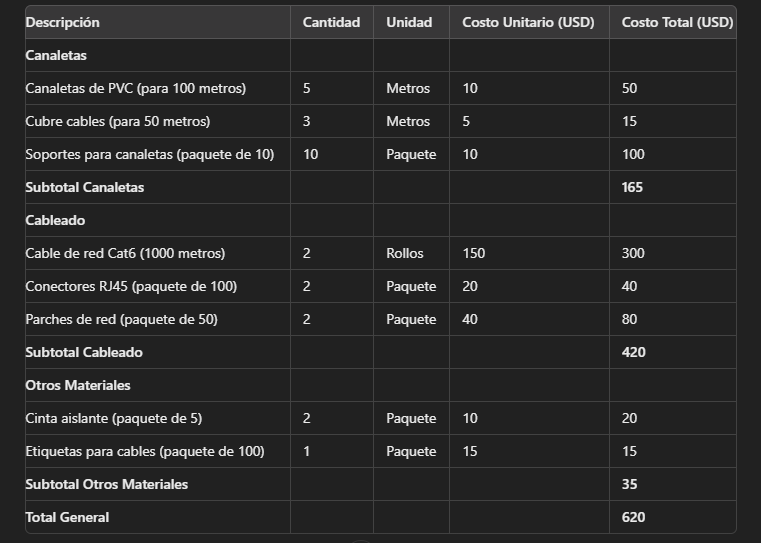 Descripción Cantidad Unidad Costo Unitario (USD) Costo Total (USD)
Canaletas
Canaletas de PVC (para 100 metros) 5 Metros 10 50
Cubre cables (para 50 metros) 3 Metros 5 15
Soportes para canaletas (paquete de 10) 10 Paquete 10 100
Subtotal Canaletas 165
Cableado
Cable de red Cat6 (1000 metros) 2 Rollos 150 300
Conectores RJ45 (paquete de 100) 2 Paquete 20 40
Parches de red (paquete de 50) 2 Paquete 40 80
Subtotal Cableado 420
Otros Materiales
Cinta aislante (paquete de 5) 2 Paquete 10 20
Etiquetas para cables (paquete de 100) 1 Paquete 15 15
Subtotal Otros Materiales 35
Total General 620